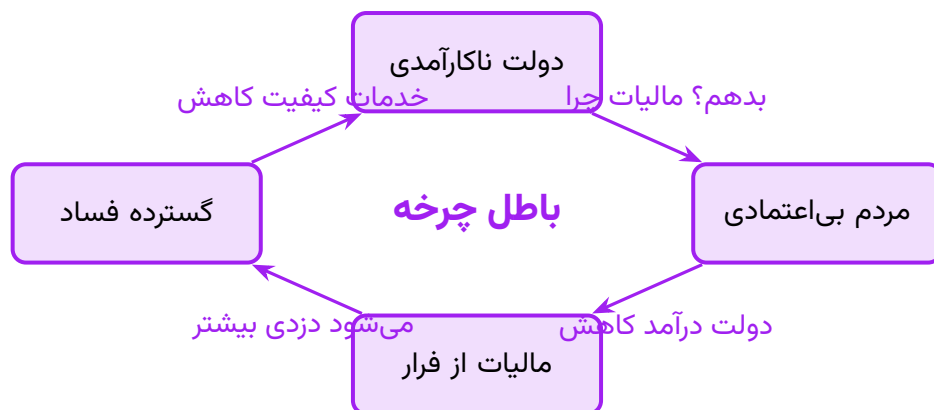 دولت ناکارآمدی
بدهم؟ مالیات چرا
خدمات کیفیت کاهش
مردم بی‌اعتمادی
باطل چرخه
گسترده فساد
دولت درآمد کاهش
می‌شود دزدی بیشتر
مالیات از فرار